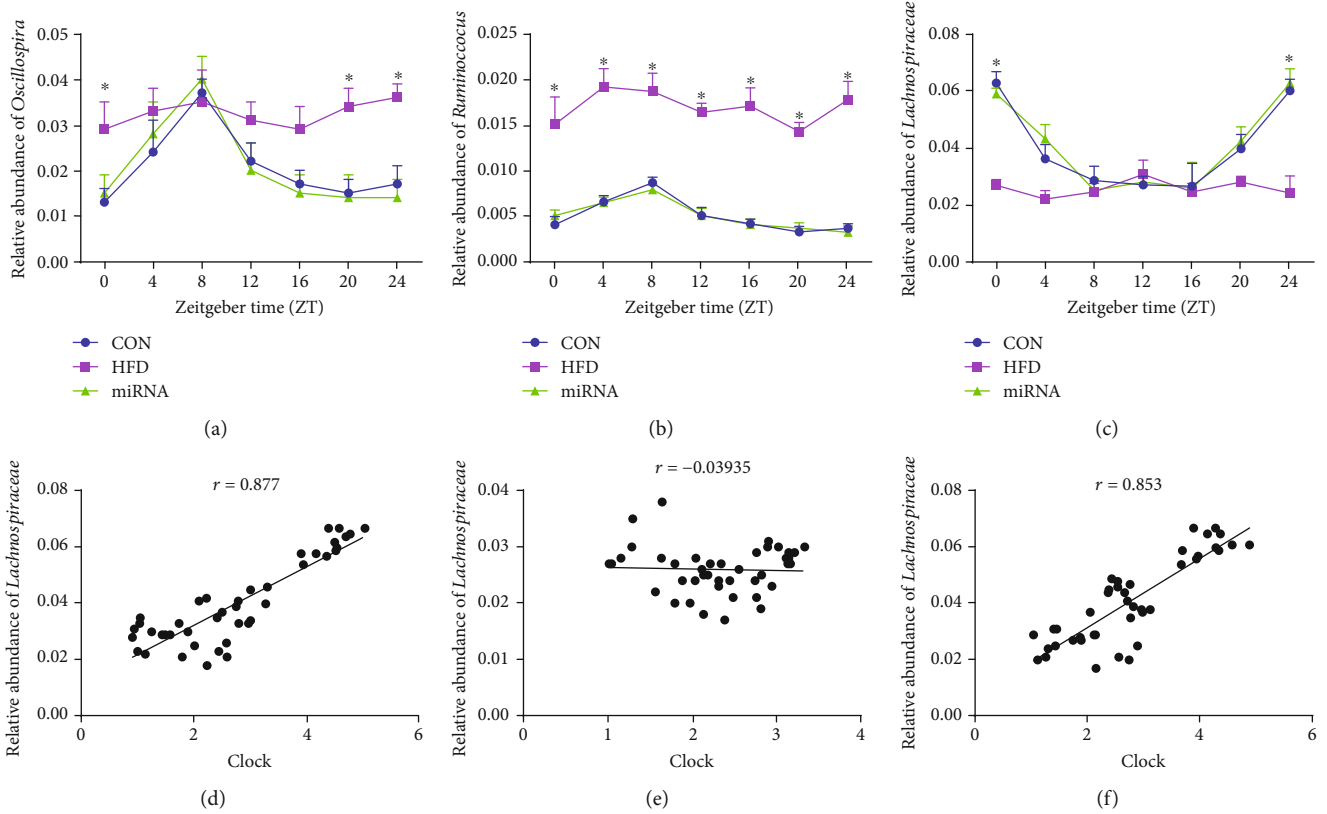 Relative abundance of Oscillospira
0.05
0.04
0.03
0.02
0.01
0.00
* * *
0 4 8 12 16 20 24
Zeitgeber time (ZT)
CON
HFD
miRNA
(a)
Relative abundance of Ruminoccocus
0.025
0.020
0.015
0.010
0.005
0.000
* * * * * * *
0 4 8 12 16 20 24
Zeitgeber time (ZT)
CON
HFD
miRNA
(b)
Relative abundance of Lachnospiraceae
0.08
0.06
0.04
0.02
0.00
* *
0 4 8 12 16 20 24
Zeitgeber time (ZT)
CON
HFD
miRNA
(c)
Relative abundance of Lachnospiraceae
r = 0.877
0.08
0.06
0.04
0.02
0.00
0 2 4 6
Clock
(d)
Relative abundance of Lachnospiraceae
r = −0.03935
0.04
0.03
0.02
0.01
0.00
0 1 2 3 4
Clock
(e)
Relative abundance of Lachnospiraceae
r = 0.853
0.08
0.06
0.04
0.02
0.00
0 2 4 6
Clock
(f)